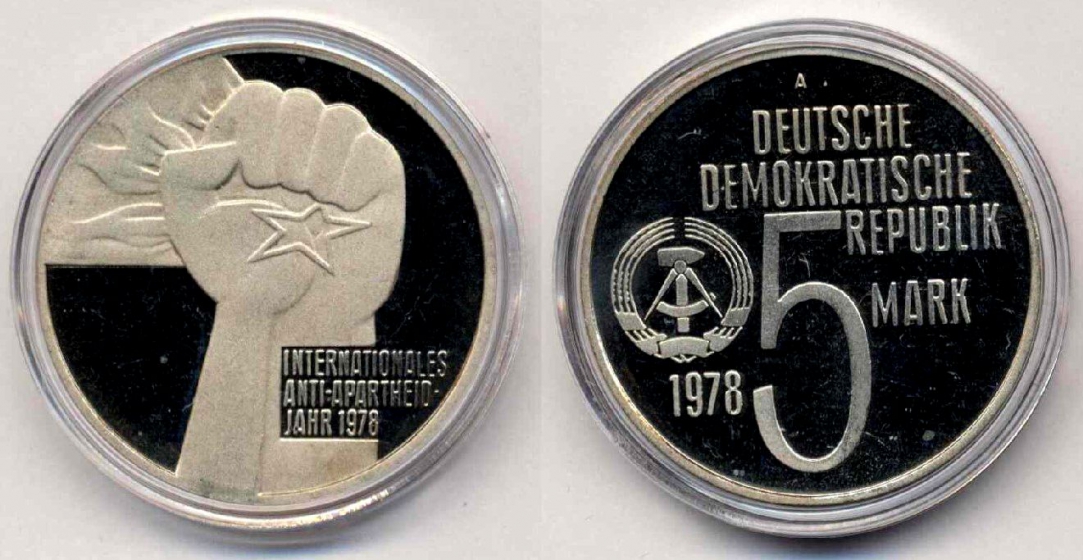 INTERNATIONALES
ANTI-APARTHEID-
JAHR 1978
A
DEUTSCHE
DEMOKRATISCHE
REPUBLIK
5
MARK
1978